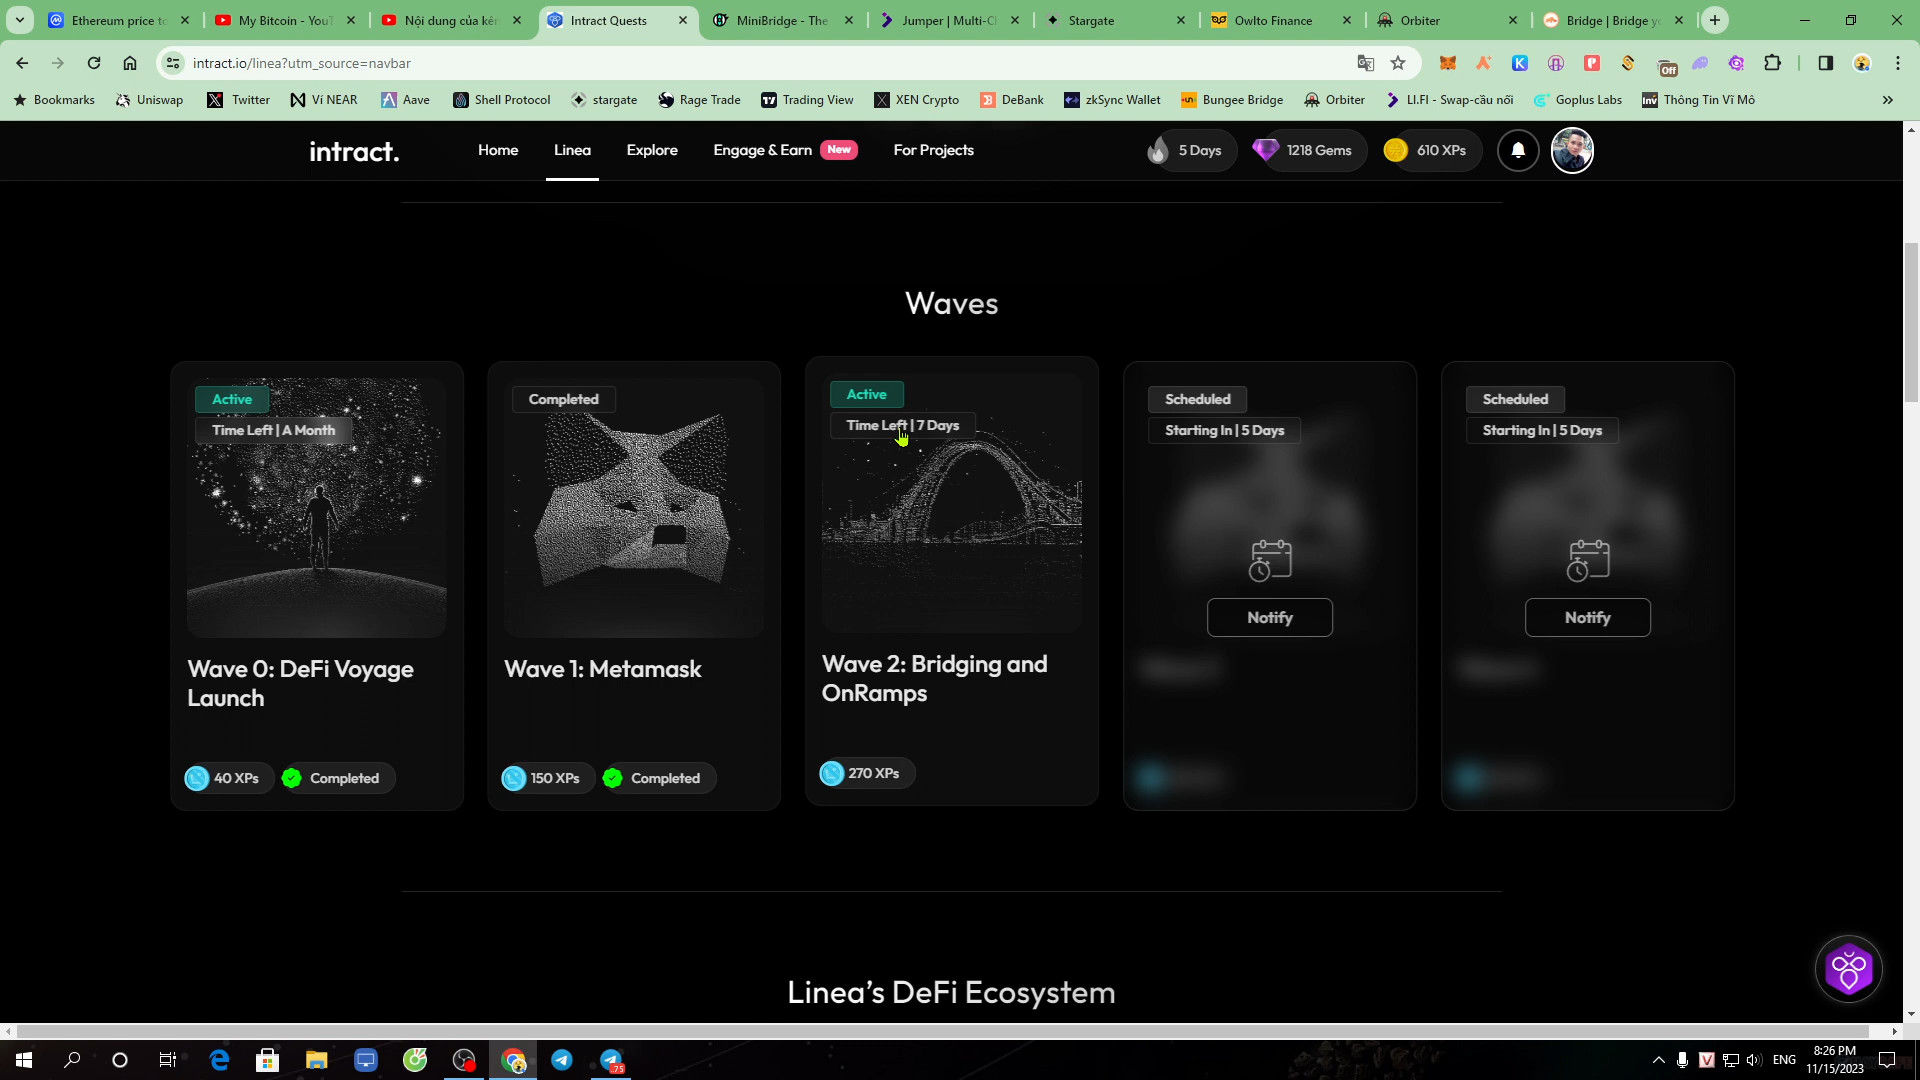 Ethereum price to
My Bitcoin - YouT
Nội dung của kên
Intract Quests
MiniBridge - The
Jumper | Multi-Cl
Stargate
Owlto Finance
Orbiter
Bridge | Bridge yo
intract.io/linea?utm_source=navbar
Off
Bookmarks
Uniswap
Twitter
Ví NEAR
Aave
Shell Protocol
stargate
Rage Trade
Trading View
XEN Crypto
DeBank
zkSync Wallet
Bungee Bridge
Orbiter
LI.FI - Swap-cầu nối
Goplus Labs
Inv
Thông Tin Vĩ Mô
intract.
Home
Linea
Explore
Engage & Earn
New
For Projects
5 Days
1218 Gems
610 XPs
Waves
Active
Time Left | A Month
Wave 0: DeFi Voyage
Launch
40 XPs
Completed
Completed
Wave 1: Metamask
150 XPs
Completed
Active
Time Left | 7 Days
Wave 2: Bridging and
OnRamps
270 XPs
Scheduled
Starting In | 5 Days
Notify
Scheduled
Starting In | 5 Days
Notify
Linea’s DeFi Ecosystem
75
ENG
8:26 PM
11/15/2023